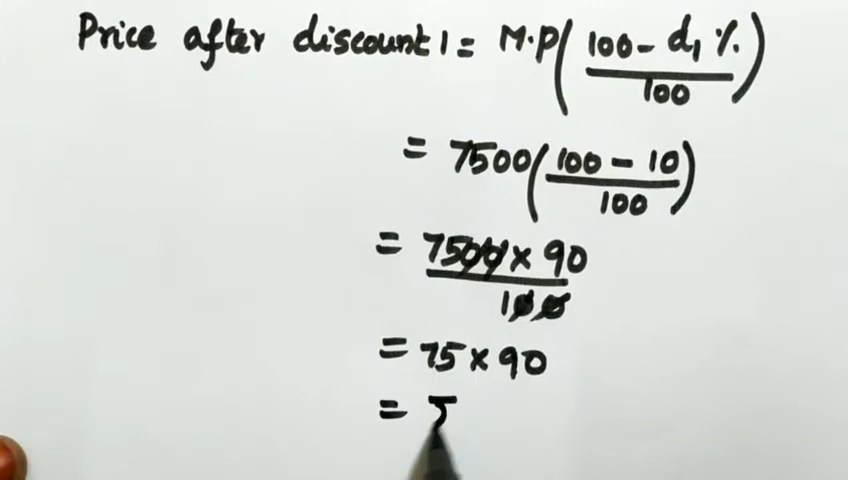 Price after discount 1 = M.P ( 100 - d₁ % / 100 )
= 7500 ( 100 - 10 / 100 )
= 7500 × 90 / 100
= 75 × 90
=